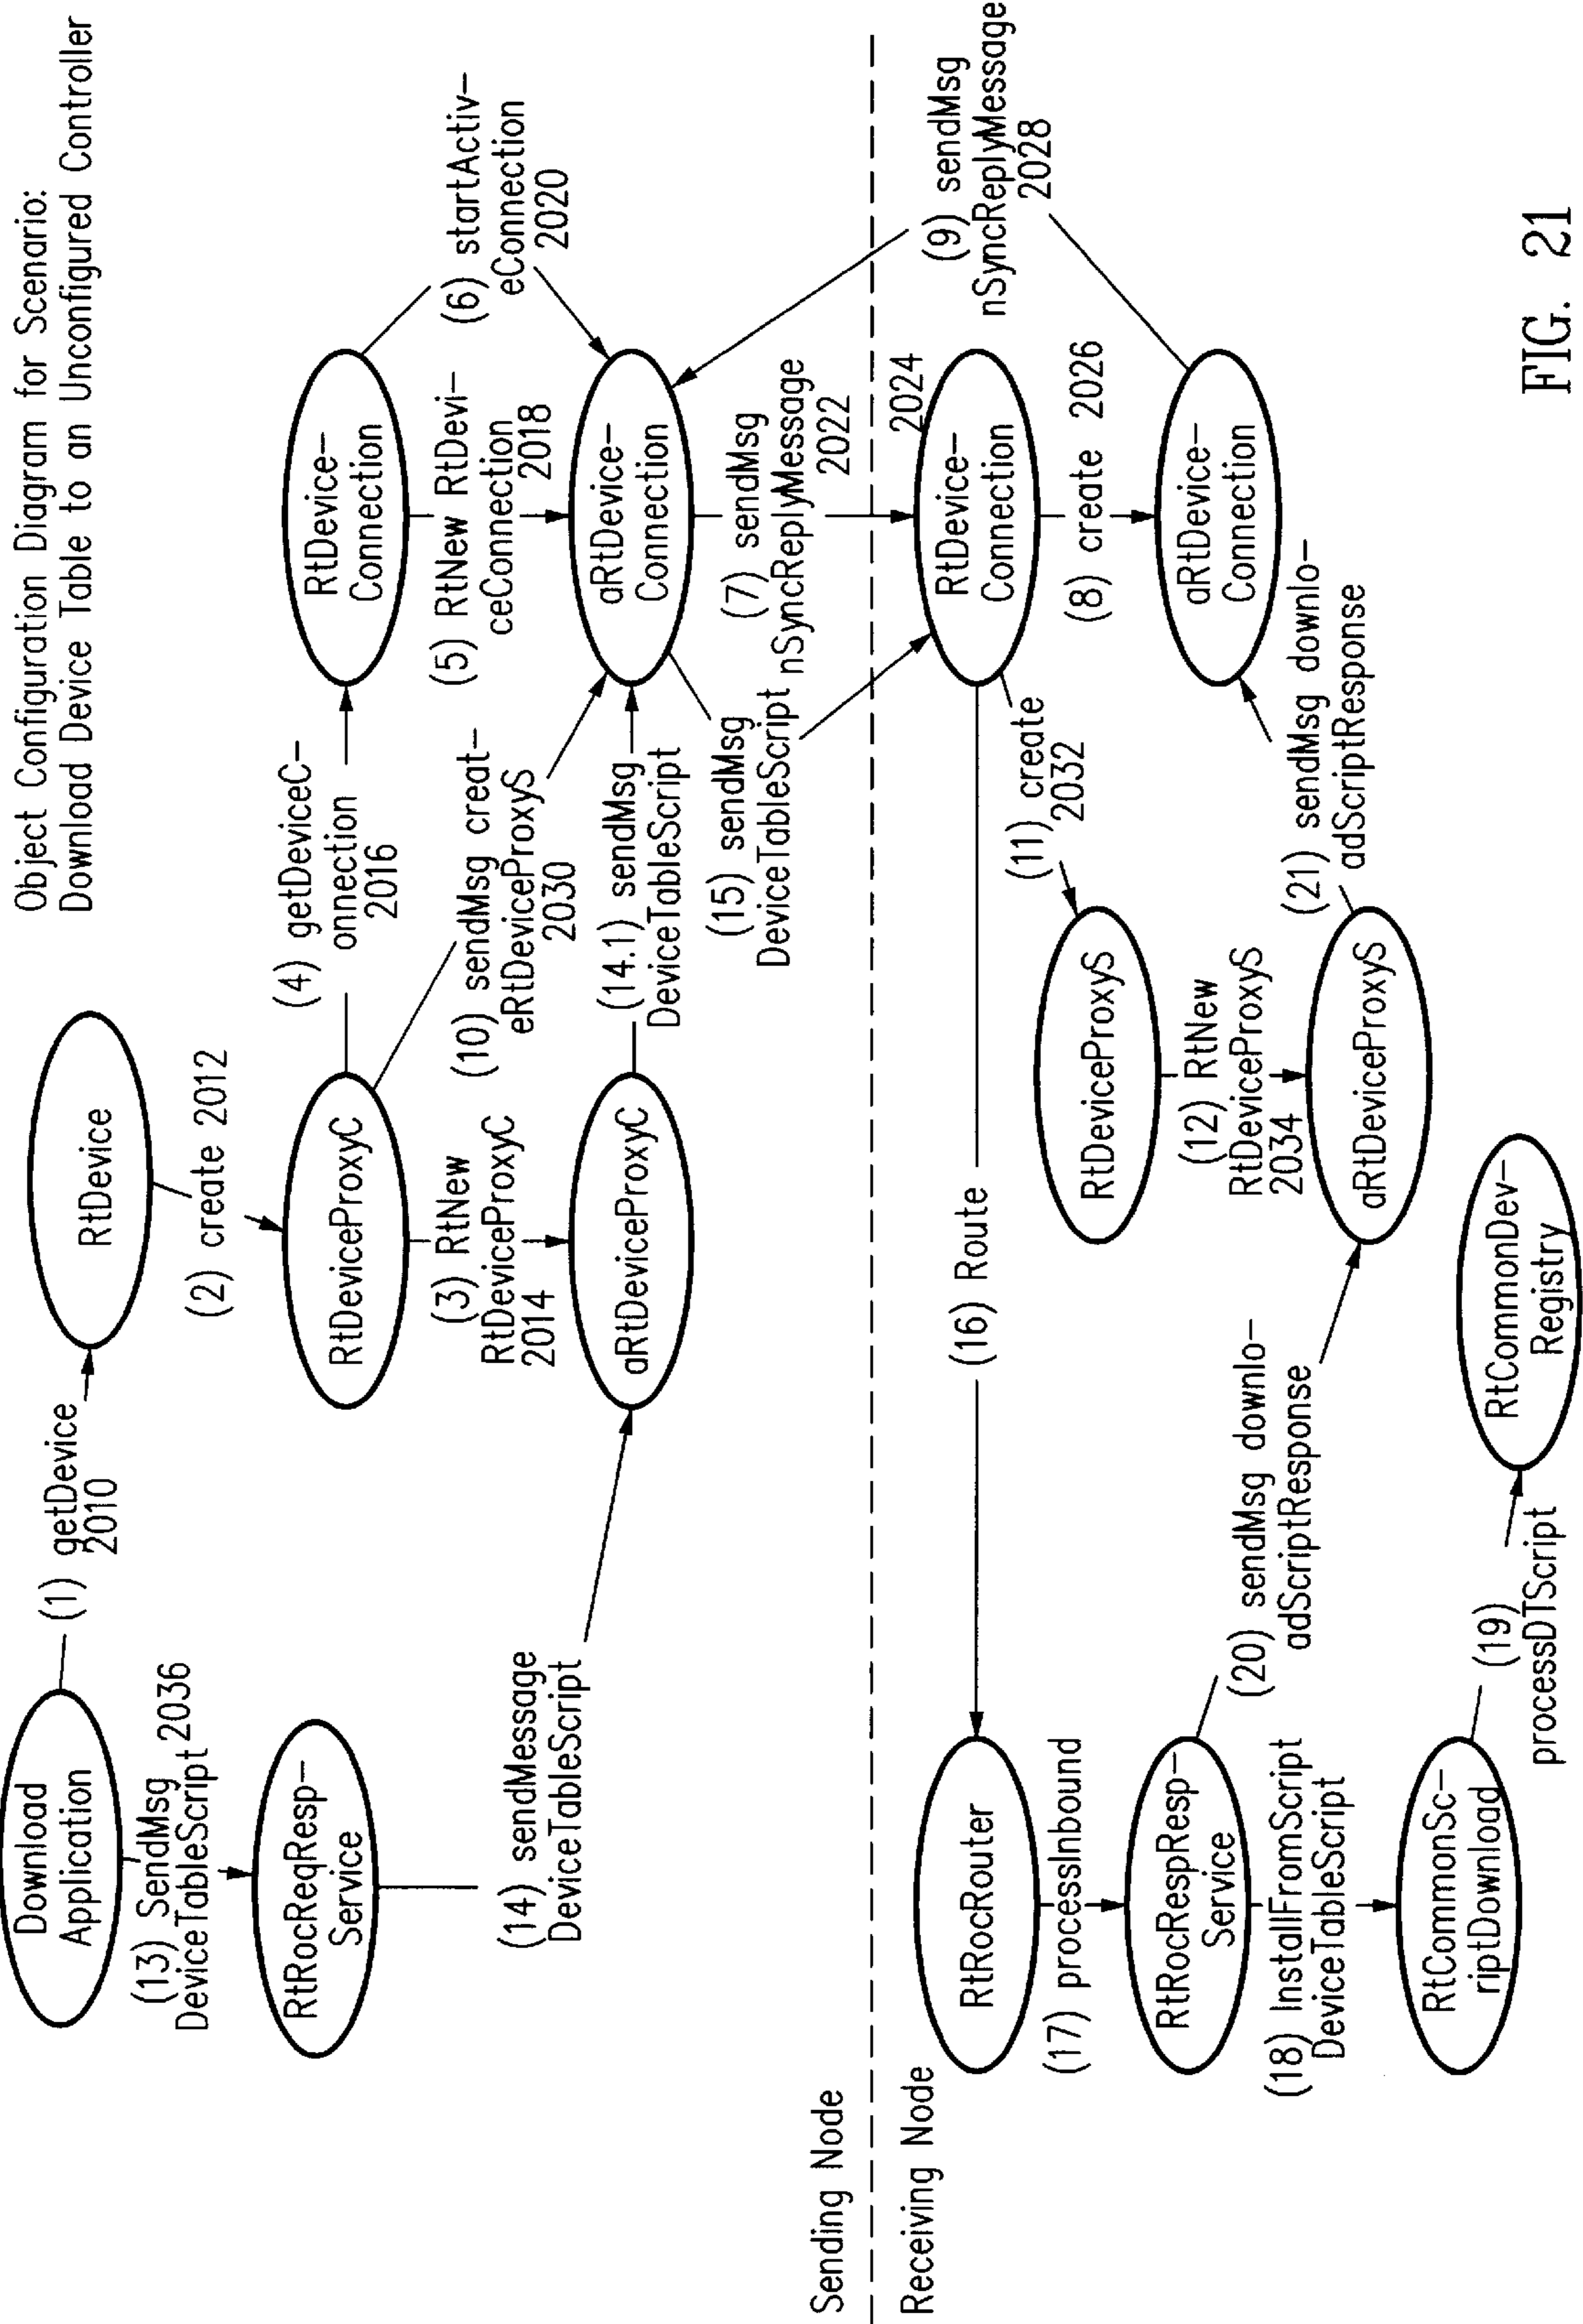 Object Configuration Diagram for Scenario:
Download Device Table to an Unconfigured Controller
Download
Application
(1) getDevice
2010
RtDevice
(13) SendMsg
DeviceTableScript 2036
(2) create 2012
RtRocReqResp-
Service
RtDeviceProxyC
(4) getDeviceC-
onnection
2016
RtDevice-
Connection
(6) startActiv-
eConnection
2020
(3) RtNew
RtDeviceProxyC
2014
(10) sendMsg creat-
eRtDeviceProxyS
2030
(5) RtNew RtDevi-
ceConnection
2018
(14) sendMessage
DeviceTableScript
aRtDeviceProxyC
(14.1) sendMsg
DeviceTableScript
aRtDevice-
Connection
(15) sendMsg
DeviceTableScript
(7) sendMsg
nSyncReplyMessage
2022
Sending Node
Receiving Node
(9) sendMsg
nSyncReplyMessage
2028
2024
RtRocRouter
(16) Route
RtDevice-
Connection
(11) create
2032
(8) create 2026
(17) processInbound
RtDeviceProxyS
RtRocRespResp-
Service
(12) RtNew
RtDeviceProxyS
2034
aRtDevice-
Connection
(20) sendMsg downlo-
adScriptResponse
(21) sendMsg downlo-
adScriptResponse
(18) InstallFromScript
DeviceTableScript
aRtDeviceProxyS
RtCommonSc-
riptDownload
(19)
processDTScript
RtCommonDev-
Registry
FIG. 21